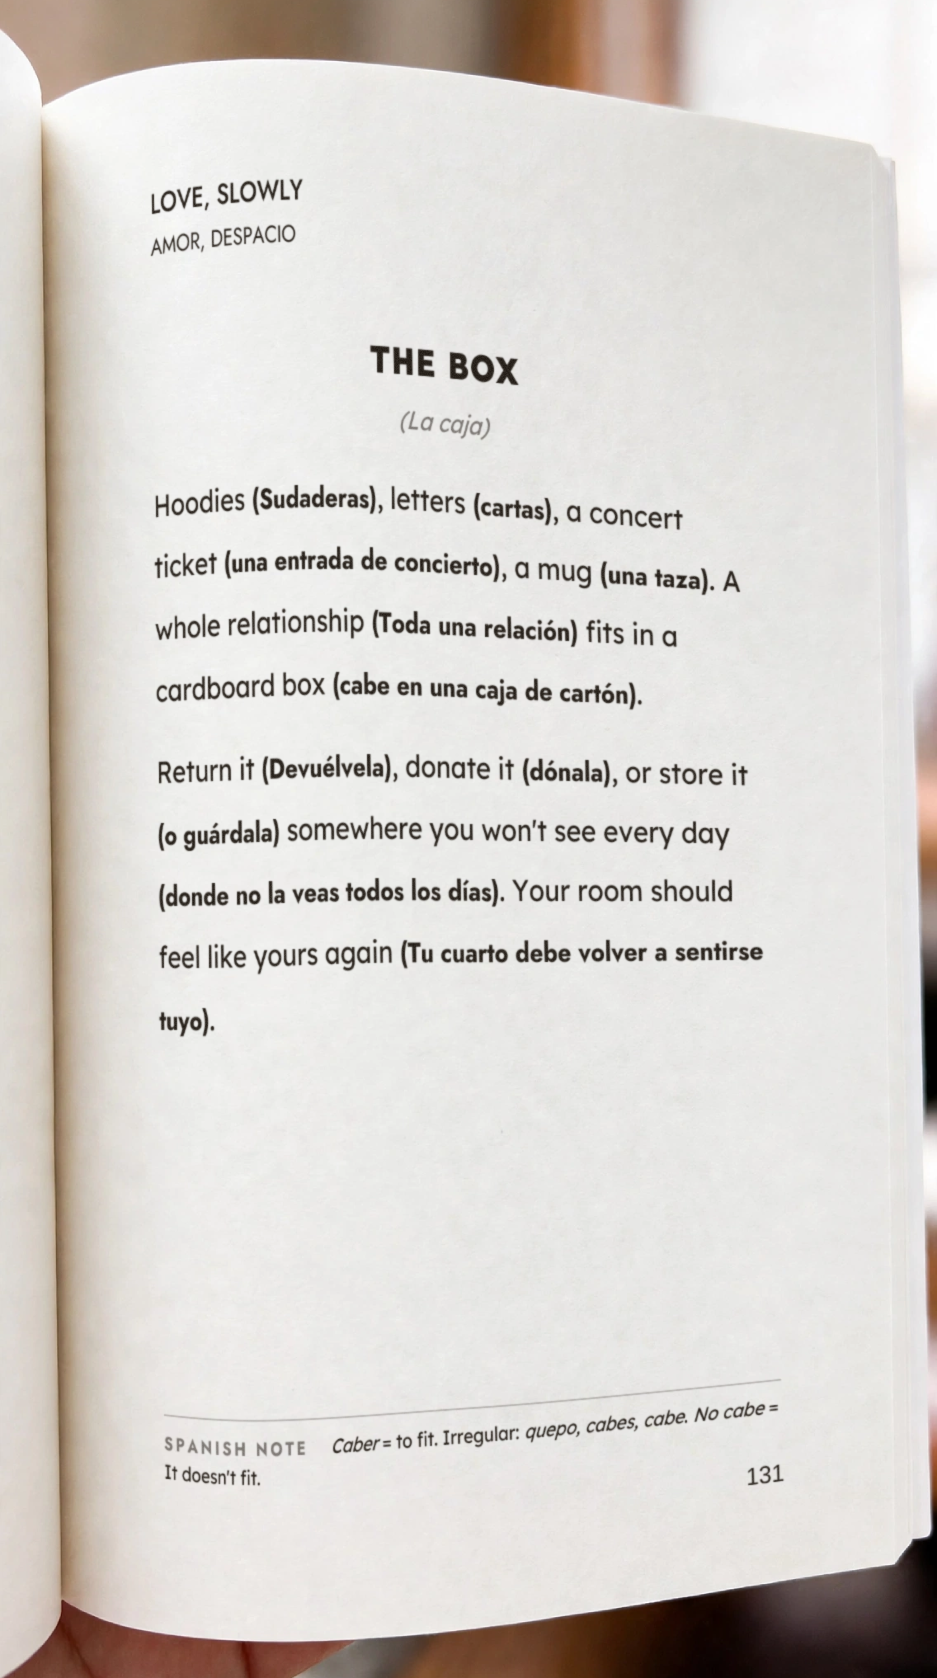 LOVE, SLOWLY
AMOR, DESPACIO
THE BOX
(La caja)
Hoodies (Sudaderas), letters (cartas), a concert
ticket (una entrada de concierto), a mug (una taza). A
whole relationship (Toda una relación) fits in a
cardboard box (cabe en una caja de cartón).
Return it (Devuélvela), donate it (dónala), or store it
(o guárdala) somewhere you won't see every day
(donde no la veas todos los días). Your room should
feel like yours again (Tu cuarto debe volver a sentirse
tuyo).
SPANISH NOTE Caber = to fit. Irregular: quepo, cabes, cabe. No cabe =
It doesn't fit.
131